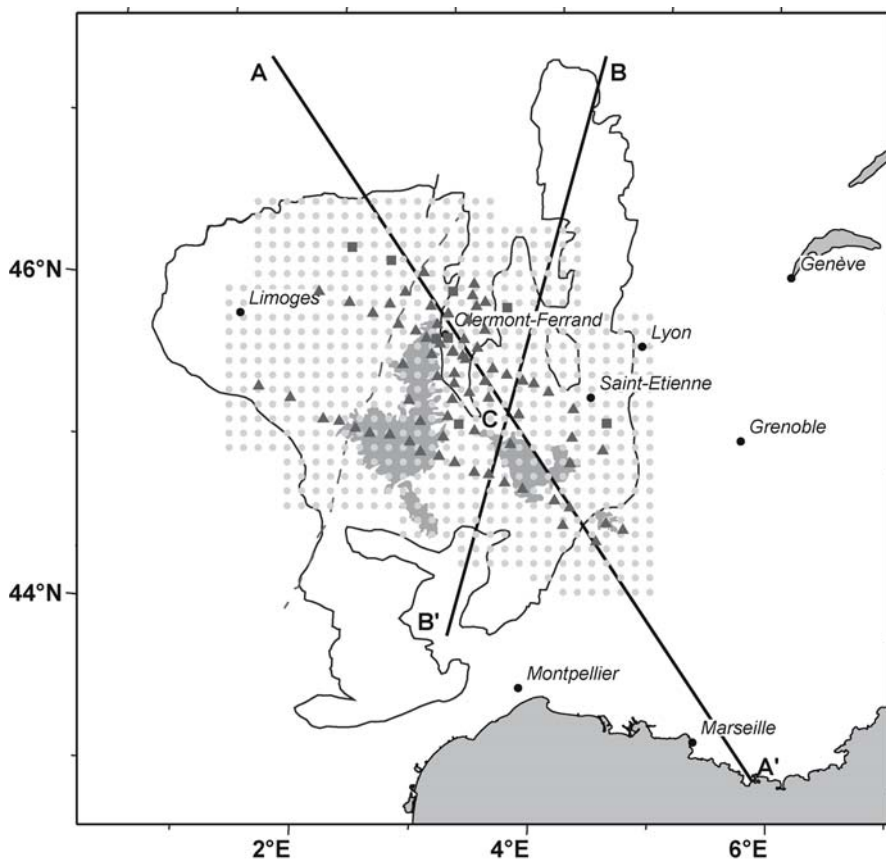 A
B
46°N
Genève
Limoges
Clermont-Ferrand
Lyon
Saint-Etienne
C
Grenoble
44°N
B'
Montpellier
Marseille
A'
2°E
4°E
6°E